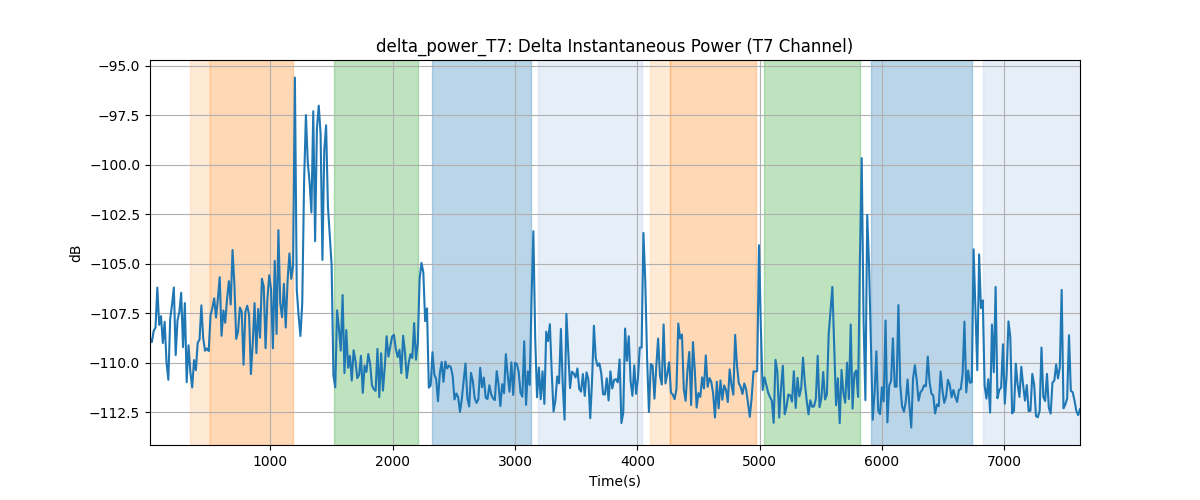 delta_power_T7: Delta Instantaneous Power (T7 Channel)
dB
−95.0
−97.5
−100.0
−102.5
−105.0
−107.5
−110.0
−112.5
1000 2000 3000 4000 5000 6000 7000
Time(s)